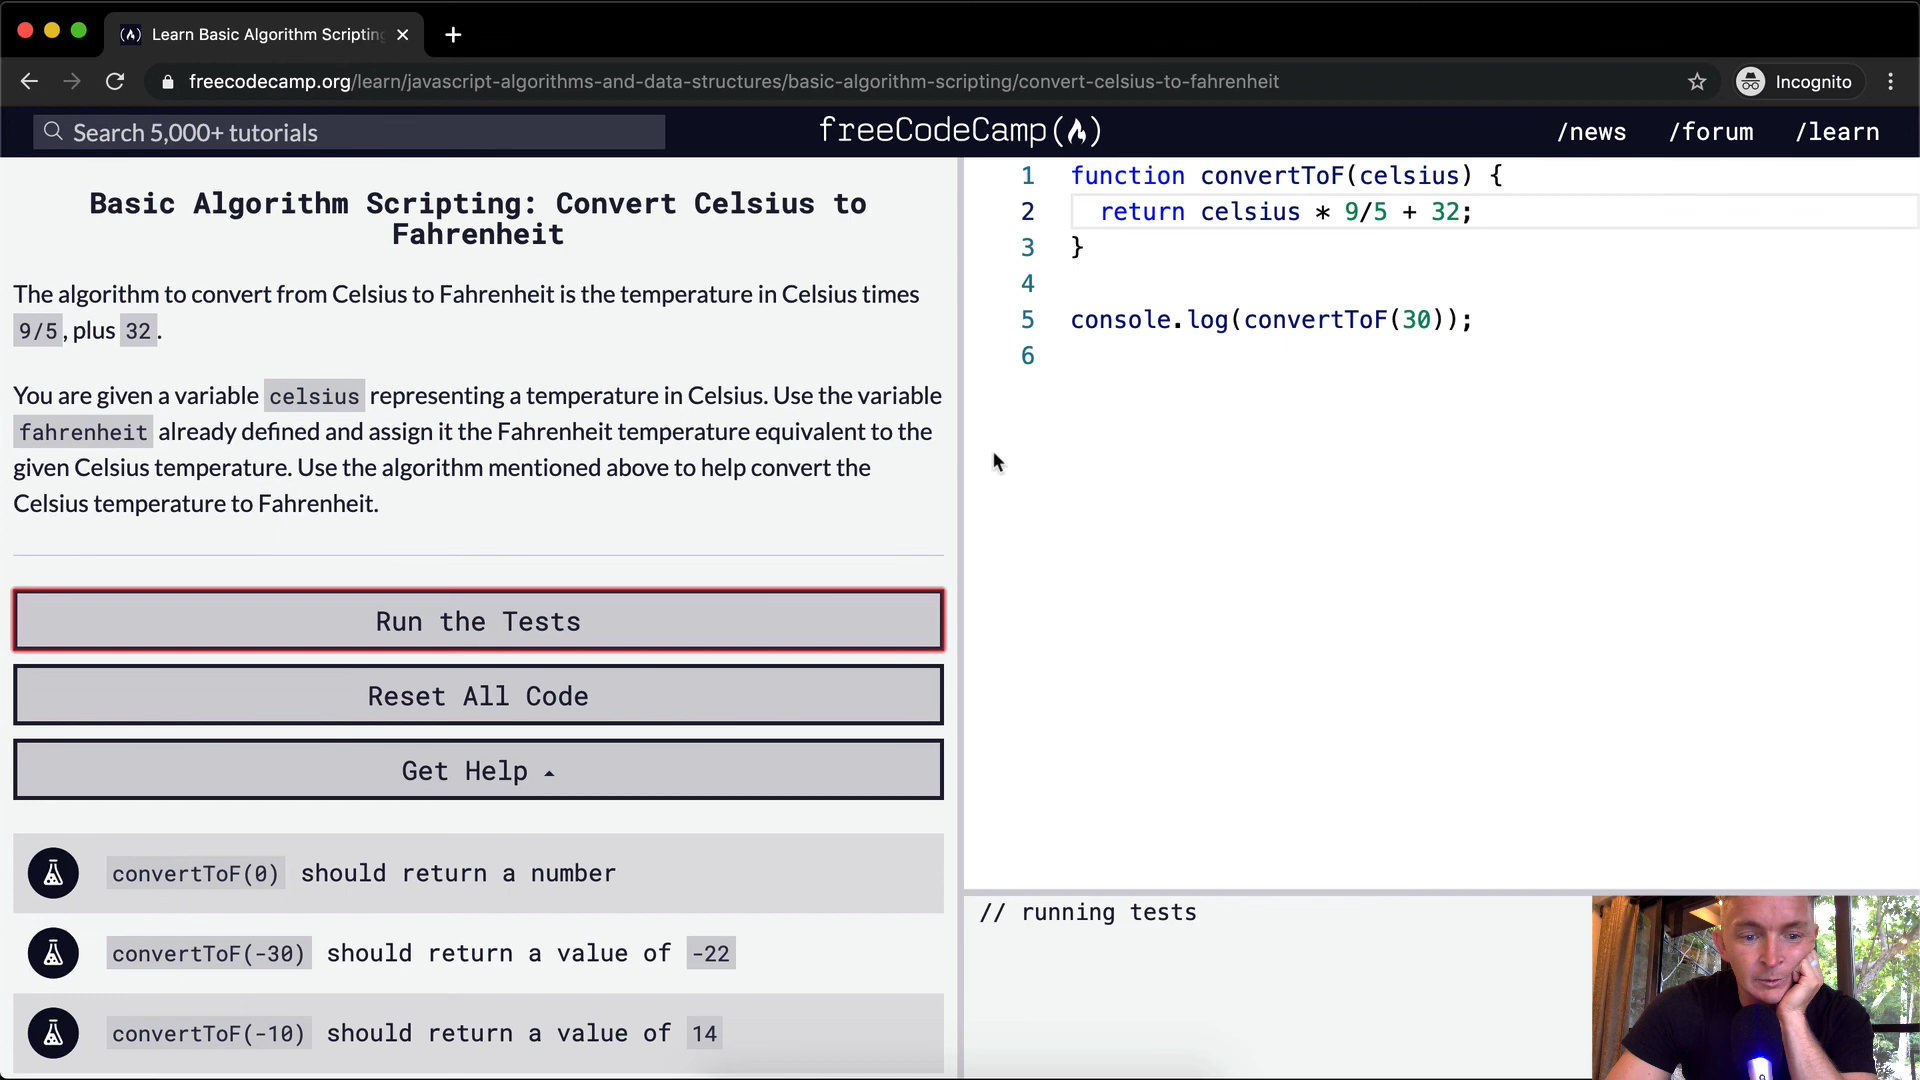 Learn Basic Algorithm Scripting
freecodecamp.org/learn/javascript-algorithms-and-data-structures/basic-algorithm-scripting/convert-celsius-to-fahrenheit
Incognito
Search 5,000+ tutorials
freeCodeCamp
/news
/forum
/learn
Basic Algorithm Scripting: Convert Celsius to
Fahrenheit
The algorithm to convert from Celsius to Fahrenheit is the temperature in Celsius times
9/5, plus 32.
You are given a variable celsius representing a temperature in Celsius. Use the variable
fahrenheit already defined and assign it the Fahrenheit temperature equivalent to the
given Celsius temperature. Use the algorithm mentioned above to help convert the
Celsius temperature to Fahrenheit.
Run the Tests
Reset All Code
Get Help
convertToF(0) should return a number
convertToF(-30) should return a value of -22
convertToF(-10) should return a value of 14
1 function convertToF(celsius) {
2 return celsius * 9/5 + 32;
3 }
4
5 console.log(convertToF(30));
6
// running tests